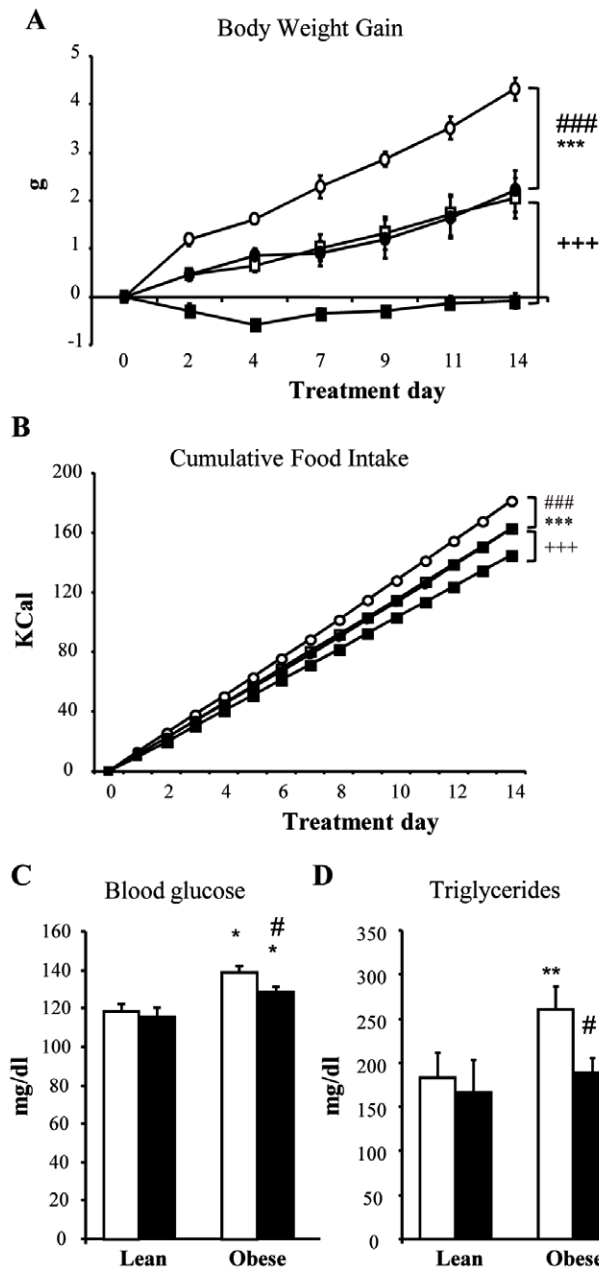 A
Body Weight Gain
5
4
3
2
1
0
-1
g
###
***
+++
0 2 4 7 9 11 14
Treatment day
B
Cumulative Food Intake
200
160
120
80
40
0
KCal
###
***
+++
0 2 4 6 8 10 12 14
Treatment day
C
Blood glucose
160
140
120
100
80
60
40
20
0
mg/dl
* #
*
Lean Obese
D
Triglycerides
350
300
250
200
150
100
50
0
mg/dl
**
#
Lean Obese